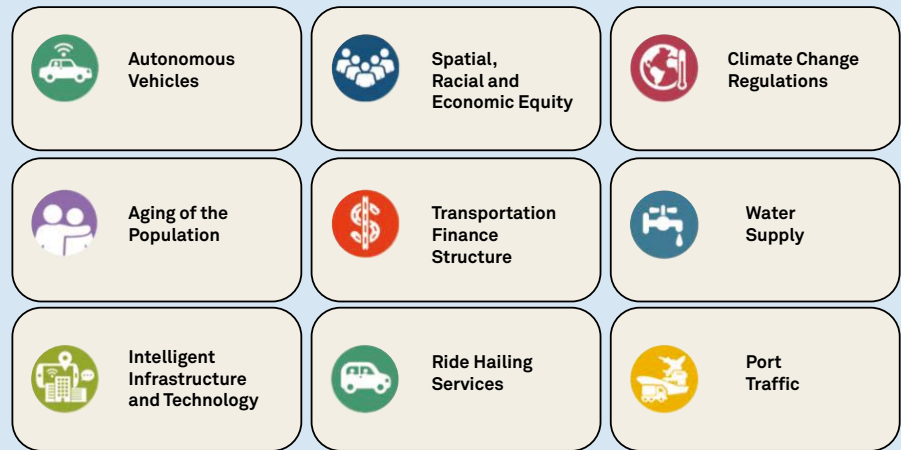 Autonomous
Vehicles
Spatial,
Racial and
Economic Equity
Climate Change
Regulations
Aging of the
Population
Transportation
Finance
Structure
Water
Supply
Intelligent
Infrastructure
and Technology
Ride Hailing
Services
Port
Traffic